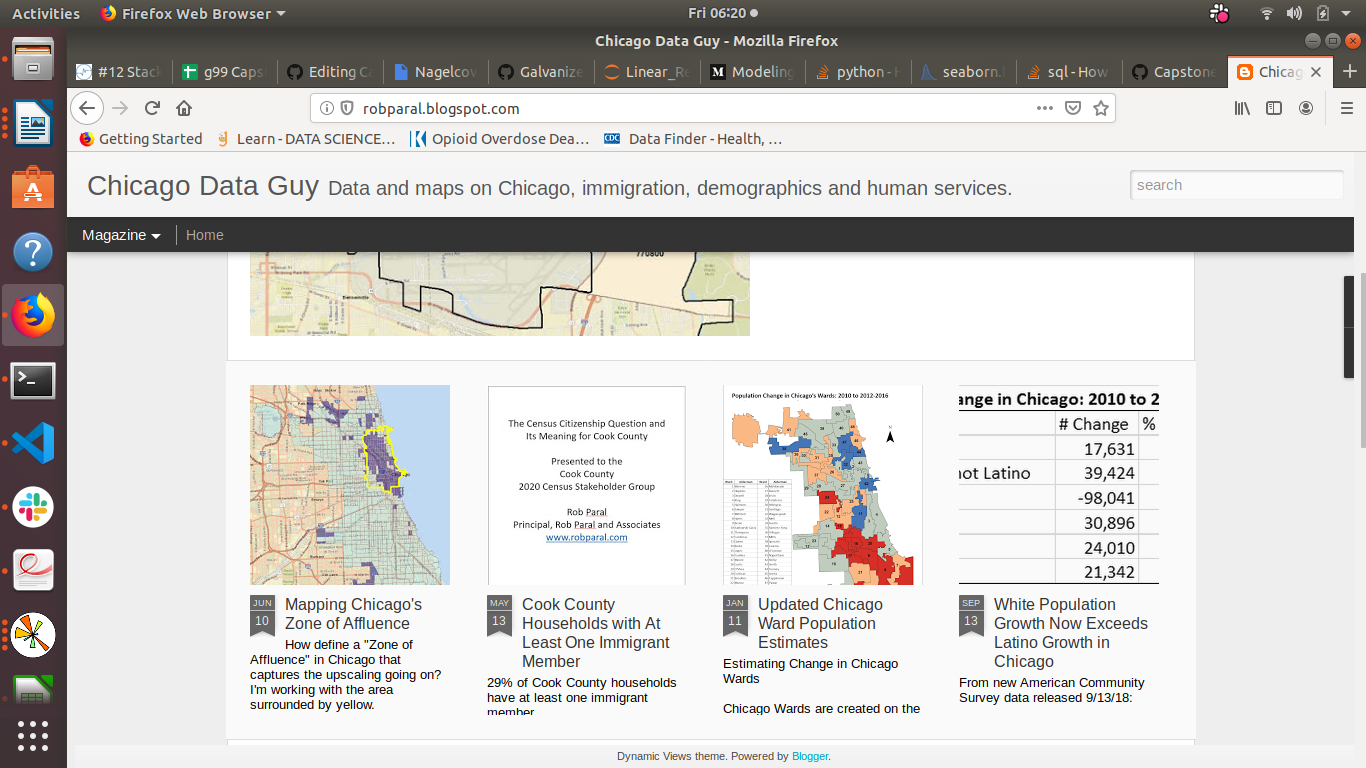 Activities
Firefox Web Browser
Fri 06:20
Chicago Data Guy - Mozilla Firefox
#12 Stac
g99 Caps
Editing Ca
Nagelcov
Galvanize
Linear_Re
Modeling
python - H
seaborn.
sql - How
Capstone
Chicag
robparal.blogspot.com
Getting Started
Learn - DATA SCIENCE...
Opioid Overdose Dea...
CDC
Data Finder - Health, ...
Chicago Data Guy Data and maps on Chicago, immigration, demographics and human services.
search
Magazine
Home
770800
Bensenville
JUN
10
Mapping Chicago's
Zone of Affluence
How define a "Zone of
Affluence" in Chicago that
captures the upscaling going on?
I'm working with the area
surrounded by yellow.
The Census Citizenship Question and
Its Meaning for Cook County
Presented to the
Cook County
2020 Census Stakeholder Group
Rob Paral
Principal, Rob Paral and Associates
www.robparal.com
MAY
13
Cook County
Households with At
Least One Immigrant
Member
29% of Cook County households
have at least one immigrant
member
Population Change in Chicago's Wards: 2010 to 2012-2016
JAN
11
Updated Chicago
Ward Population
Estimates
Estimating Change in Chicago
Wards
Chicago Wards are created on the
ange in Chicago: 2010 to 2
# Change %
17,631
not Latino 39,424
-98,041
30,896
24,010
21,342
SEP
13
White Population
Growth Now Exceeds
Latino Growth in
Chicago
From new American Community
Survey data released 9/13/18:
Dynamic Views theme. Powered by Blogger.